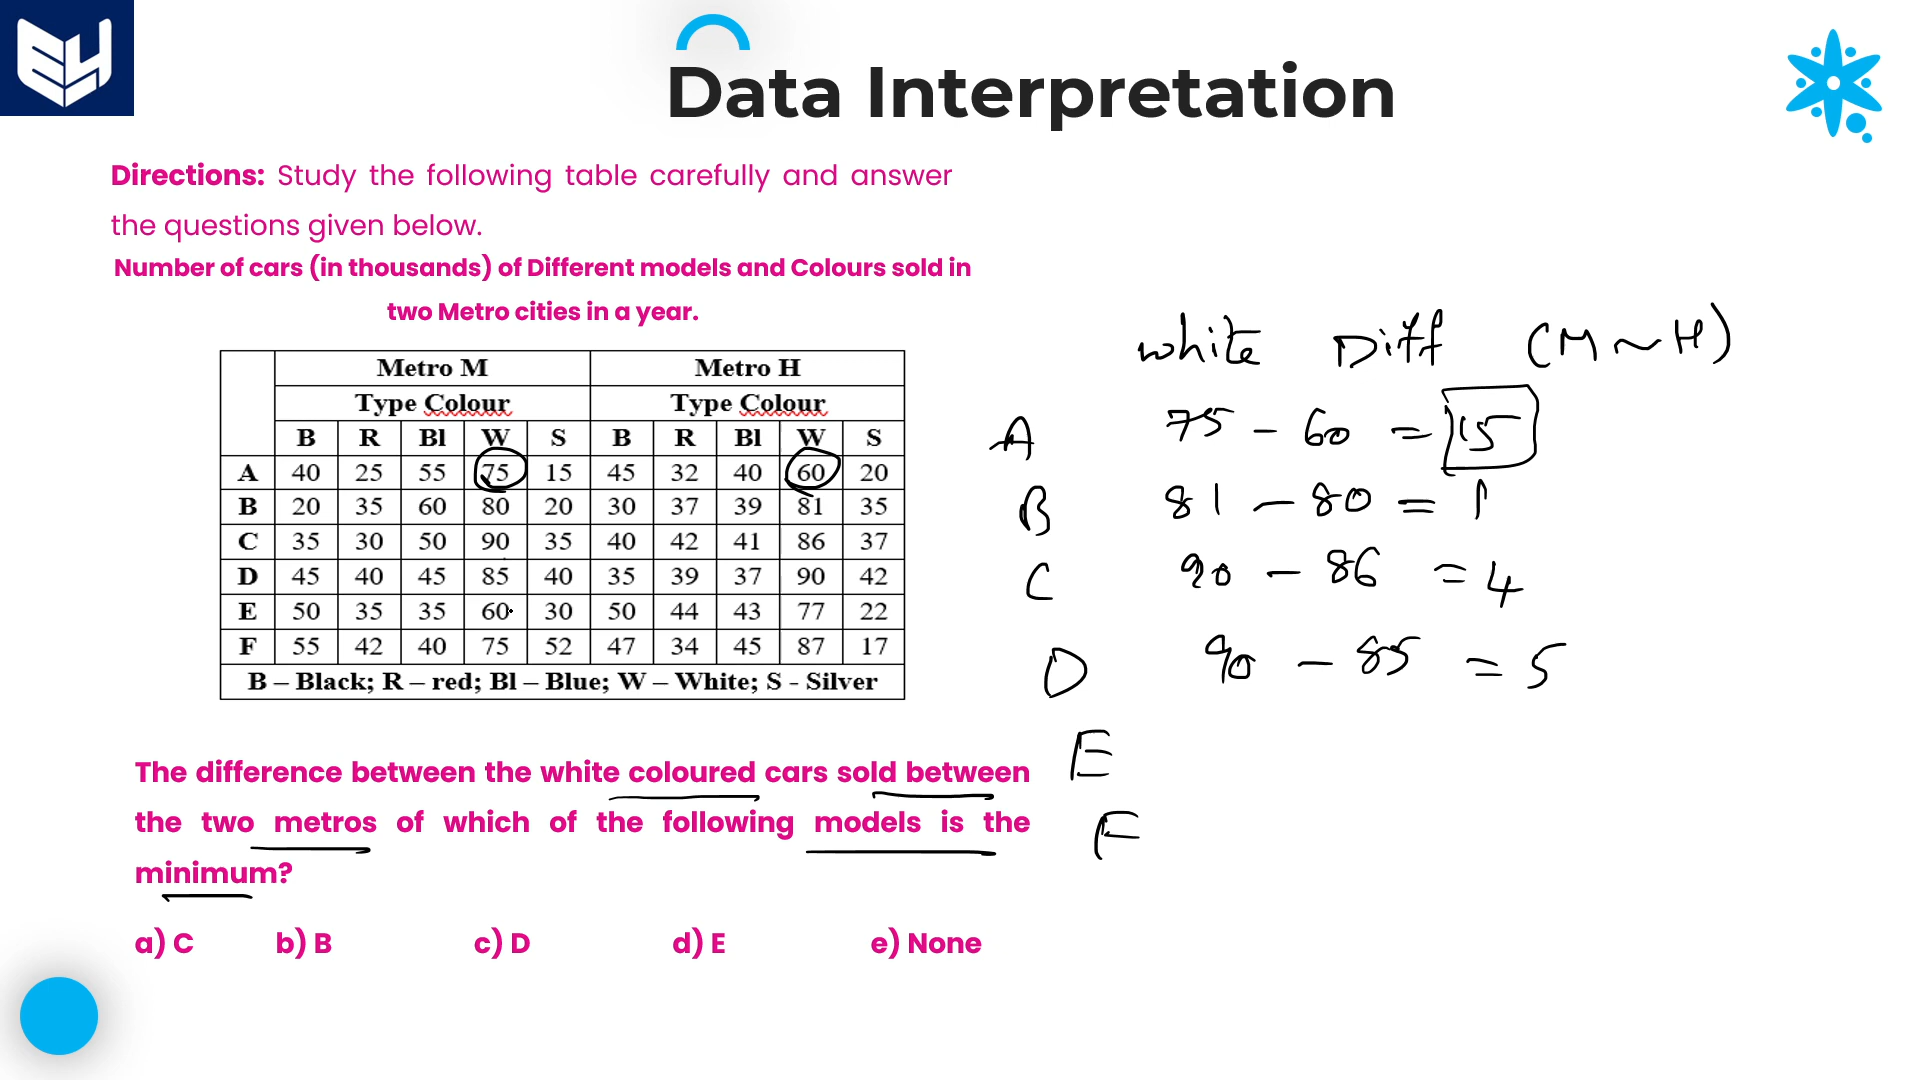 Data Interpretation
Directions: Study the following table carefully and answer
the questions given below.
Number of cars (in thousands) of Different models and Colours sold in
two Metro cities in a year.
Metro M Metro H
Type Colour Type Colour
B R Bl W S B R Bl W S
A 40 25 55 75 15 45 32 40 60 20
B 20 35 60 80 20 30 37 39 81 35
C 35 30 50 90 35 40 42 41 86 37
D 45 40 45 85 40 35 39 37 90 42
E 50 35 35 60 30 50 44 43 77 22
F 55 42 40 75 52 47 34 45 87 17
B – Black; R – red; Bl – Blue; W – White; S - Silver
The difference between the white coloured cars sold between
the two metros of which of the following models is the
minimum?
a) C b) B c) D d) E e) None
white Diff (M ~ H)
A 75 - 60 = 15
B 81 - 80 = 1
C 90 - 86 = 4
D 90 - 85 = 5
E
F